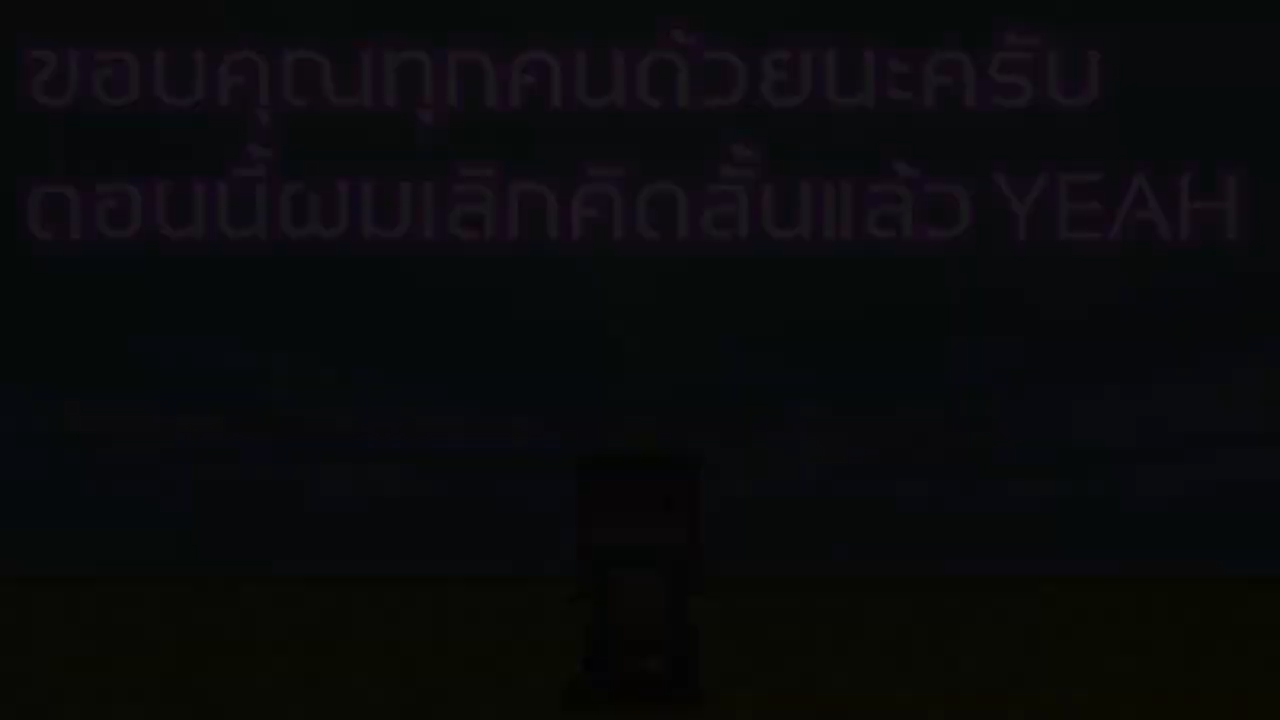 ขอบคุณทุกคนด้วยนะครับ
ตอนนี้ผมเลิกคิดสั้นแล้ว YEAH